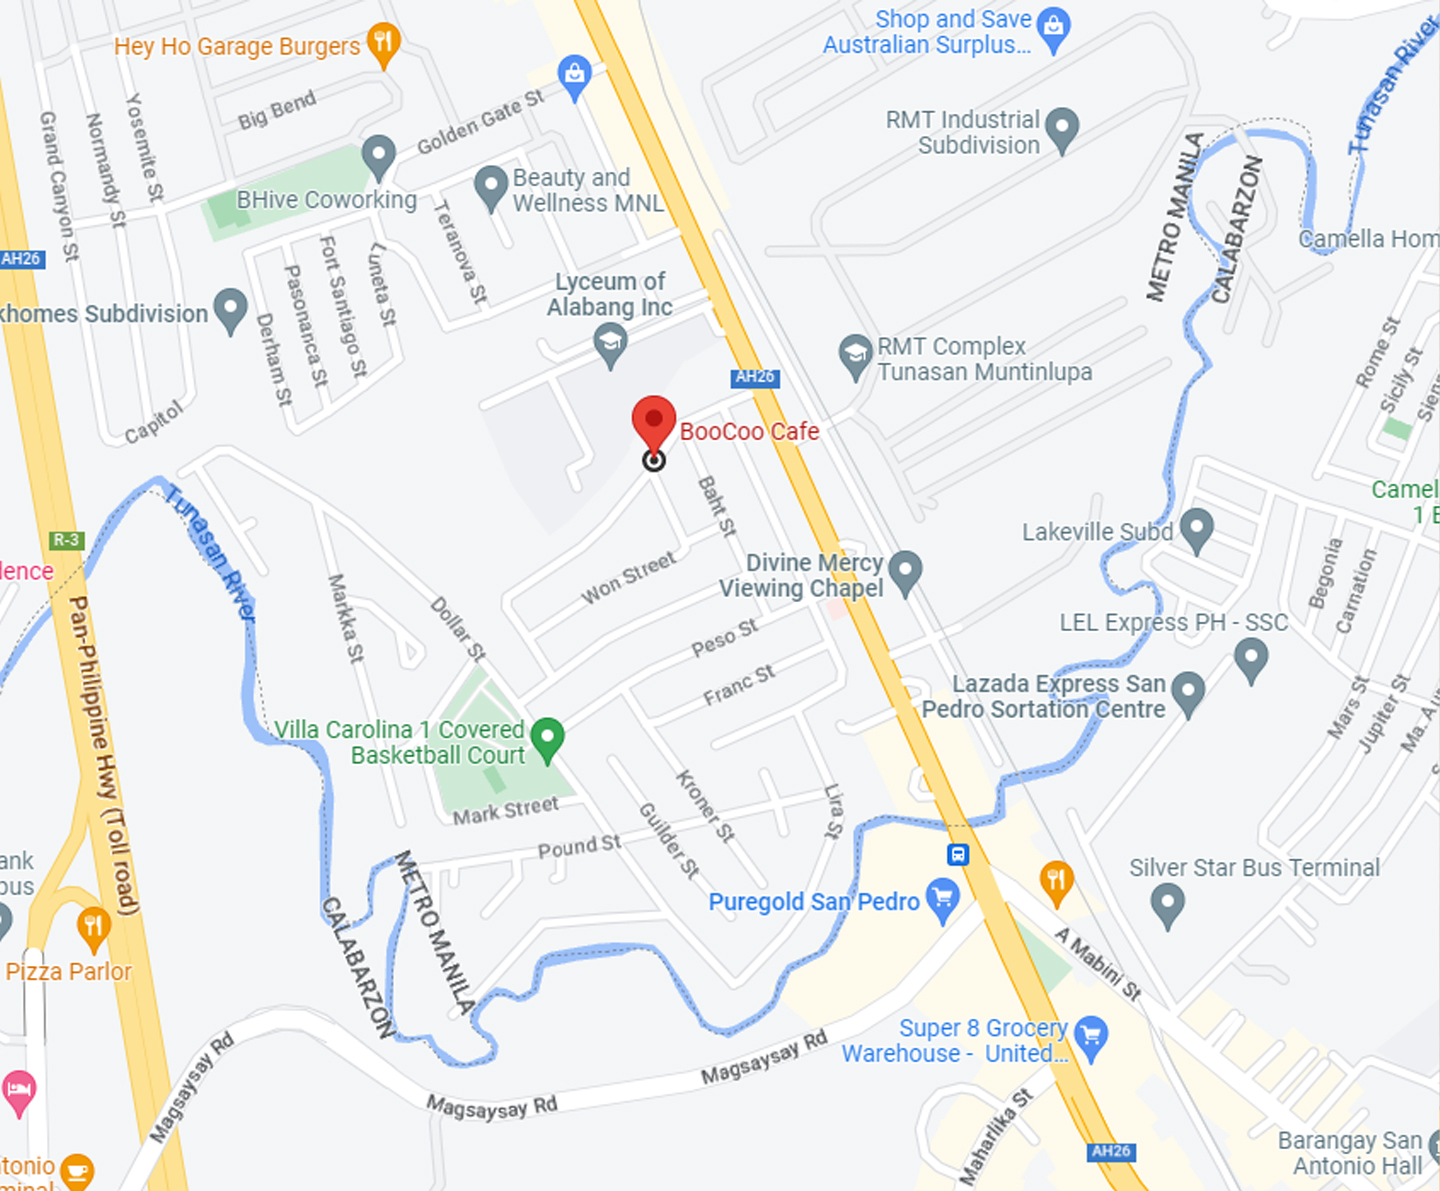 Shop and Save
Australian Surplus...
Hey Ho Garage Burgers
Tunasan River
Big Bend
Golden Gate St
Yosemite St
Normandy St
Grand Canyon St
RMT Industrial
Subdivision
METRO MANILA
CALABARZON
BHive Coworking
Beauty and
Wellness MNL
Teranova St
Camella Hom
AH26
Luneta St
Fort Santiago St
Pasonanca St
Derham St
khomes Subdivision
Lyceum of
Alabang Inc
RMT Complex
Tunasan Muntinlupa
AH26
Rome St
Sicily St
Sien
Capitol
BooCoo Cafe
Camel
1 B
Tunasan River
Baht St
Lakeville Subd
R-3
lence
Won Street
Divine Mercy
Viewing Chapel
Begonia
Carnation
Markka St
Dollar St
Peso St
LEL Express PH - SSC
Pan-Philippine Hwy (Toll road)
Franc St
Lazada Express San
Pedro Sortation Centre
Mars St
Jupiter St
Ma. Au
Villa Carolina 1 Covered
Basketball Court
Mark Street
Kroner St
Guilder St
Lira St
Pound St
ank
pus
METRO MANILA
CALABARZON
Silver Star Bus Terminal
Puregold San Pedro
A Mabini St
Pizza Parlor
Super 8 Grocery
Warehouse - United...
Magsaysay Rd
Magsaysay Rd
Magsaysay Rd
Maharlika St
AH26
Barangay San
Antonio Hall
ntonio
minal